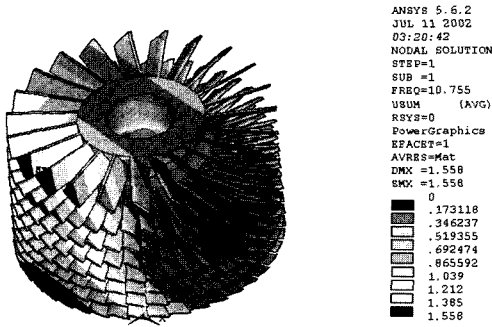 ANSYS 5.6.2
JUL 11 2002
03:20:42
NODAL SOLUTION
STEP=1
SUB =1
FREQ=10.755
USUM (AVG)
RSYS=0
PowerGraphics
EFACET=1
AVRES=Mat
DMX =1.558
SMX =1.558
0
.173118
.346237
.519355
.692474
.865592
1.039
1.212
1.385
1.558